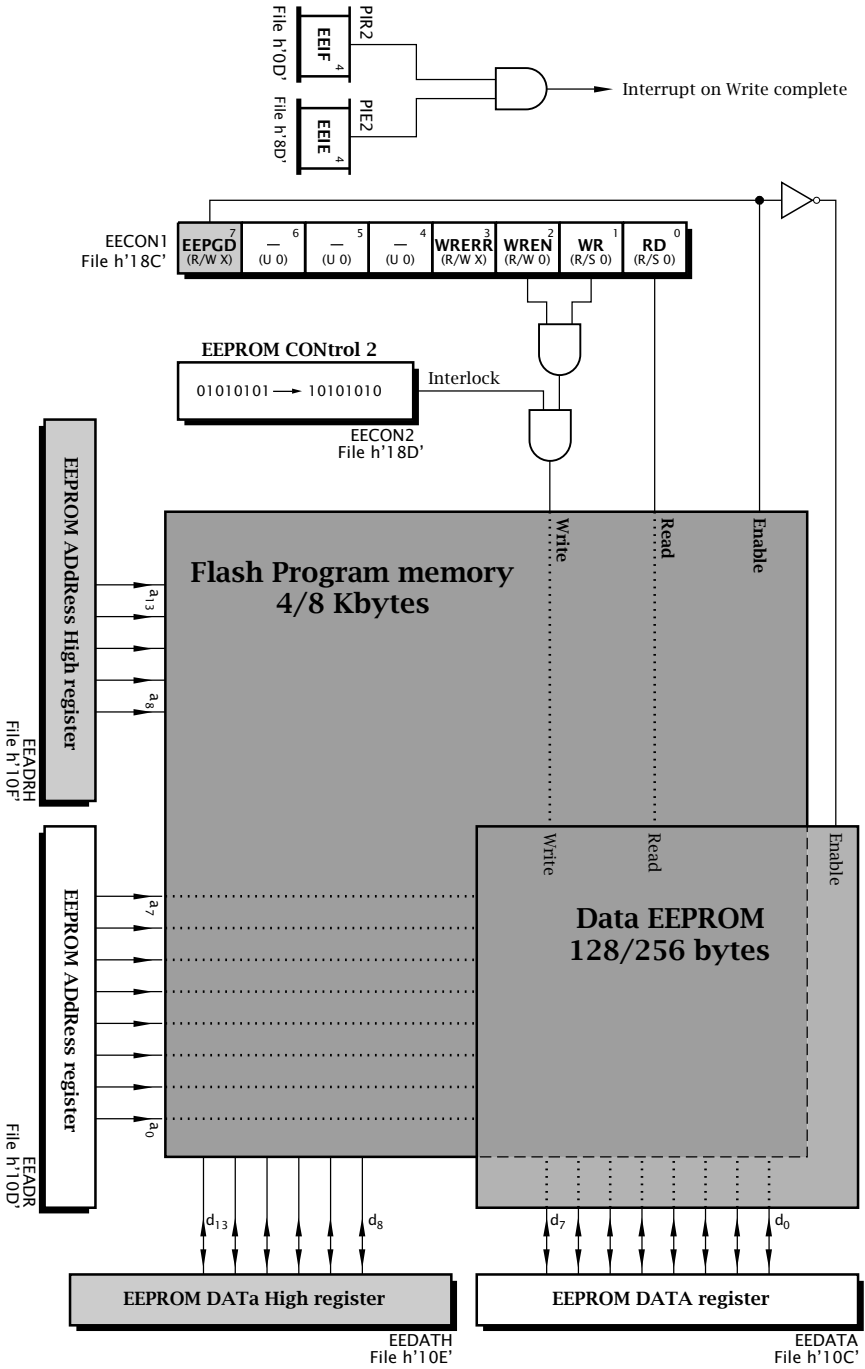 PIR2
EEIF
4
File h'0D'
PIE2
EEIE
4
File h'8D'
Interrupt on Write complete
EECON1
File h'18C'
7
EEPGD
(R/W X)
6
—
(U 0)
5
—
(U 0)
4
—
(U 0)
3
WRERR
(R/W X)
2
WREN
(R/W 0)
1
WR
(R/S 0)
0
RD
(R/S 0)
EEPROM CONtrol 2
01010101 → 10101010
Interlock
EECON2
File h'18D'
Write
Read
Enable
Flash Program memory
4/8 Kbytes
EEPROM ADdRess High register
a13
a8
EEADRH
File h'10F'
Write
Read
Enable
Data EEPROM
128/256 bytes
EEPROM ADdRess register
a7
a0
EEADR
File h'10D'
d13
d8
d7
d0
EEPROM DATa High register
EEDATH
File h'10E'
EEPROM DATA register
EEDATA
File h'10C'